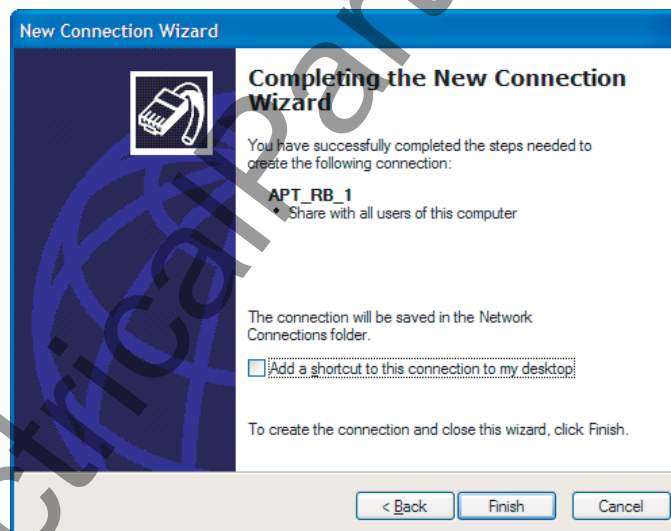 New Connection Wizard
Completing the New Connection
Wizard
You have successfully completed the steps needed to
create the following connection:
APT_RB_1
• Share with all users of this computer
The connection will be saved in the Network
Connections folder.
Add a shortcut to this connection to my desktop
To create the connection and close this wizard, click Finish.
< Back Finish Cancel